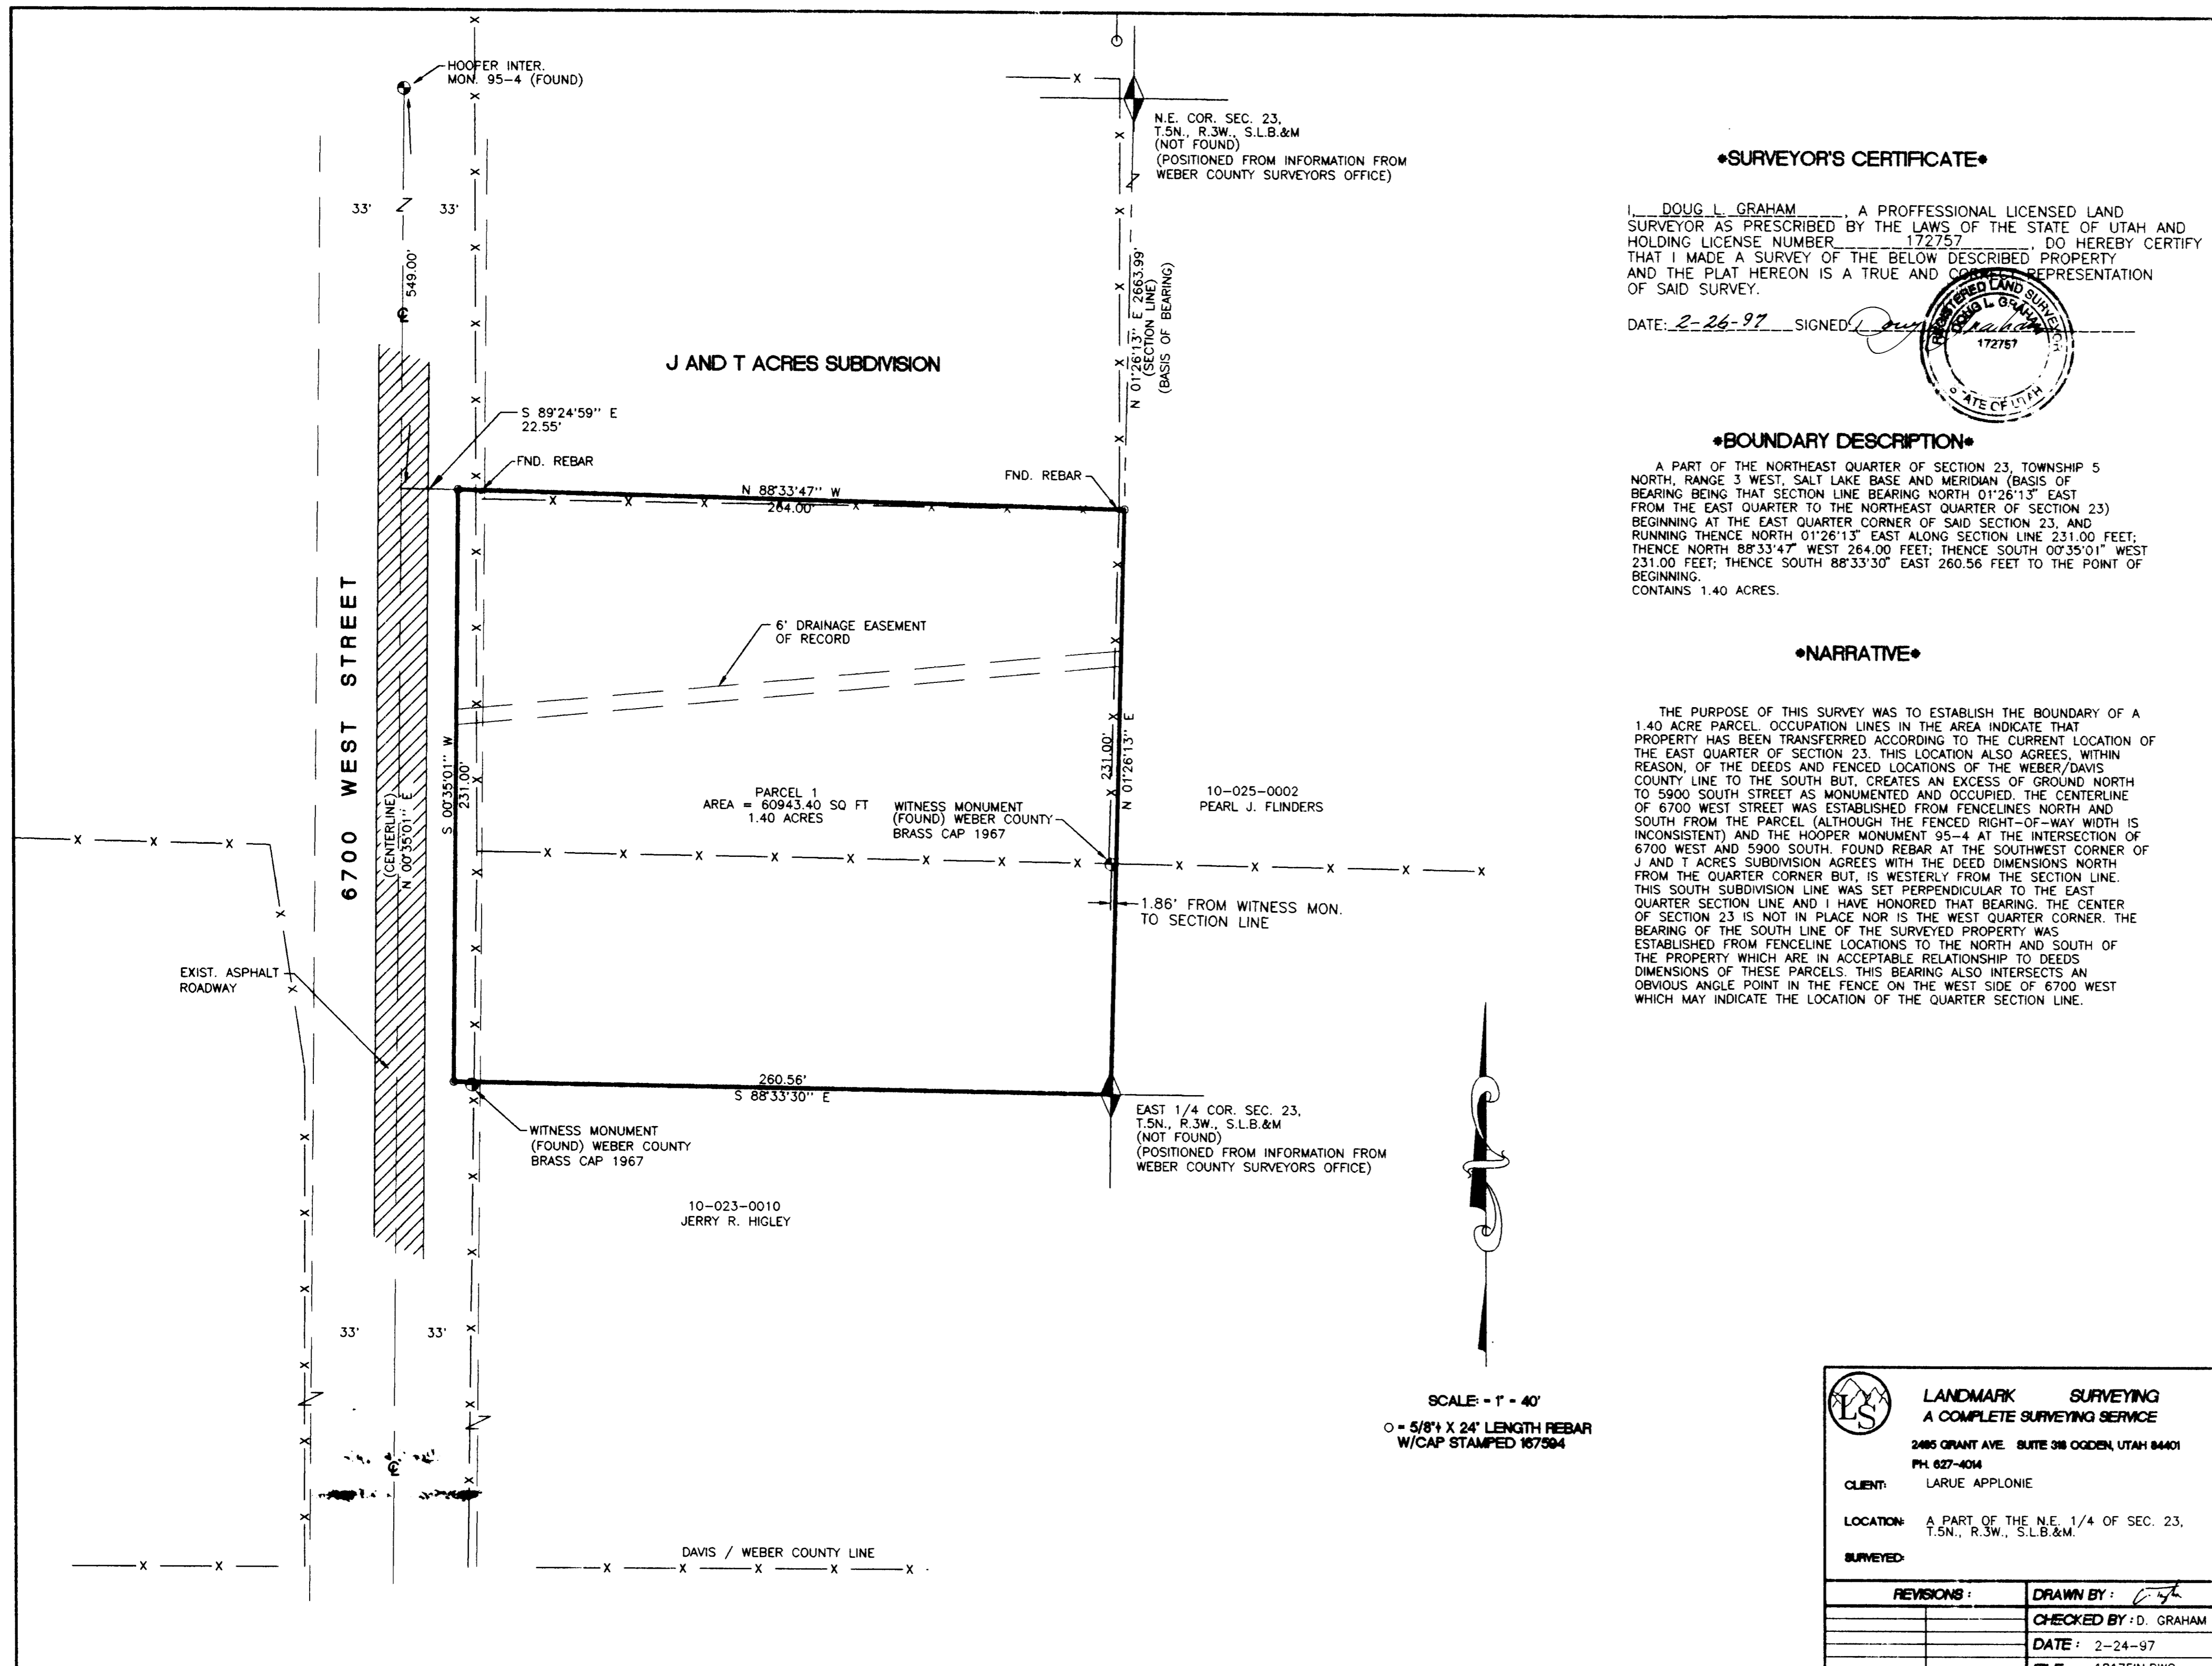 HOOFER INTER.
MON. 95-4 (FOUND)
N.E. COR. SEC. 23,
T.5N., R.3W., S.L.B.&M
(NOT FOUND)
(POSITIONED FROM INFORMATION FROM
WEBER COUNTY SURVEYORS OFFICE)
33'
33'
549.00'
N 01°26'13'' E 2663.99'
(SECTION LINE)
(BASIS OF BEARING)
J AND T ACRES SUBDIVISION
S 89°24'59'' E
22.55'
FND. REBAR
FND. REBAR
N 88°33'47'' W
264.00'
6700 WEST STREET
6' DRAINAGE EASEMENT
OF RECORD
S 00°35'01'' W
231.00'
(CENTERLINE)
N 00°35'01'' E
PARCEL 1
AREA = 60943.40 SQ FT
1.40 ACRES
WITNESS MONUMENT
(FOUND) WEBER COUNTY
BRASS CAP 1967
231.00'
N 01°26'13'' E
10-025-0002
PEARL J. FLINDERS
1.86' FROM WITNESS MON.
TO SECTION LINE
EXIST. ASPHALT
ROADWAY
260.56'
S 88°33'30'' E
WITNESS MONUMENT
(FOUND) WEBER COUNTY
BRASS CAP 1967
EAST 1/4 COR. SEC. 23,
T.5N., R.3W., S.L.B.&M
(NOT FOUND)
(POSITIONED FROM INFORMATION FROM
WEBER COUNTY SURVEYORS OFFICE)
10-023-0010
JERRY R. HIGLEY
33'
33'
DAVIS / WEBER COUNTY LINE
SCALE: = 1" = 40'
O = 5/8" X 24" LENGTH REBAR
W/CAP STAMPED 167594
*SURVEYOR'S CERTIFICATE*
I, DOUG L. GRAHAM, A PROFFESSIONAL LICENSED LAND
SURVEYOR AS PRESCRIBED BY THE LAWS OF THE STATE OF UTAH AND
HOLDING LICENSE NUMBER 172757, DO HEREBY CERTIFY
THAT I MADE A SURVEY OF THE BELOW DESCRIBED PROPERTY
AND THE PLAT HEREON IS A TRUE AND CORRECT REPRESENTATION
OF SAID SURVEY.
DATE: 2-26-97 SIGNED Doug L. Graham
REGISTERED LAND SURVEYOR
DOUG L. GRAHAM
172757
STATE OF UTAH
*BOUNDARY DESCRIPTION*
A PART OF THE NORTHEAST QUARTER OF SECTION 23, TOWNSHIP 5
NORTH, RANGE 3 WEST, SALT LAKE BASE AND MERIDIAN (BASIS OF
BEARING BEING THAT SECTION LINE BEARING NORTH 01°26'13" EAST
FROM THE EAST QUARTER TO THE NORTHEAST QUARTER OF SECTION 23)
BEGINNING AT THE EAST QUARTER CORNER OF SAID SECTION 23, AND
RUNNING THENCE NORTH 01°26'13" EAST ALONG SECTION LINE 231.00 FEET;
THENCE NORTH 88°33'47" WEST 264.00 FEET; THENCE SOUTH 00°35'01" WEST
231.00 FEET; THENCE SOUTH 88°33'30" EAST 260.56 FEET TO THE POINT OF
BEGINNING.
CONTAINS 1.40 ACRES.
*NARRATIVE*
THE PURPOSE OF THIS SURVEY WAS TO ESTABLISH THE BOUNDARY OF A
1.40 ACRE PARCEL. OCCUPATION LINES IN THE AREA INDICATE THAT
PROPERTY HAS BEEN TRANSFERRED ACCORDING TO THE CURRENT LOCATION OF
THE EAST QUARTER OF SECTION 23. THIS LOCATION ALSO AGREES, WITHIN
REASON, OF THE DEEDS AND FENCED LOCATIONS OF THE WEBER/DAVIS
COUNTY LINE TO THE SOUTH BUT, CREATES AN EXCESS OF GROUND NORTH
TO 5900 SOUTH STREET AS MONUMENTED AND OCCUPIED. THE CENTERLINE
OF 6700 WEST STREET WAS ESTABLISHED FROM FENCELINES NORTH AND
SOUTH FROM THE PARCEL (ALTHOUGH THE FENCED RIGHT-OF-WAY WIDTH IS
INCONSISTENT) AND THE HOOPER MONUMENT 95-4 AT THE INTERSECTION OF
6700 WEST AND 5900 SOUTH. FOUND REBAR AT THE SOUTHWEST CORNER OF
J AND T ACRES SUBDIVISION AGREES WITH THE DEED DIMENSIONS NORTH
FROM THE QUARTER CORNER BUT, IS WESTERLY FROM THE SECTION LINE.
THIS SOUTH SUBDIVISION LINE WAS SET PERPENDICULAR TO THE EAST
QUARTER SECTION LINE AND I HAVE HONORED THAT BEARING. THE CENTER
OF SECTION 23 IS NOT IN PLACE NOR IS THE WEST QUARTER CORNER. THE
BEARING OF THE SOUTH LINE OF THE SURVEYED PROPERTY WAS
ESTABLISHED FROM FENCELINE LOCATIONS TO THE NORTH AND SOUTH OF
THE PROPERTY WHICH ARE IN ACCEPTABLE RELATIONSHIP TO DEEDS
DIMENSIONS OF THESE PARCELS. THIS BEARING ALSO INTERSECTS AN
OBVIOUS ANGLE POINT IN THE FENCE ON THE WEST SIDE OF 6700 WEST
WHICH MAY INDICATE THE LOCATION OF THE QUARTER SECTION LINE.
LS
LANDMARK SURVEYING
A COMPLETE SURVEYING SERVICE
2485 GRANT AVE. SUITE 318 OGDEN, UTAH 84401
PH. 627-4014
CLIENT: LARUE APPLONIE
LOCATION: A PART OF THE N.E. 1/4 OF SEC. 23,
T.5N., R.3W., S.L.B.&M.
SURVEYED:
REVISIONS :
DRAWN BY :
CHECKED BY : D. GRAHAM
DATE : 2-24-97